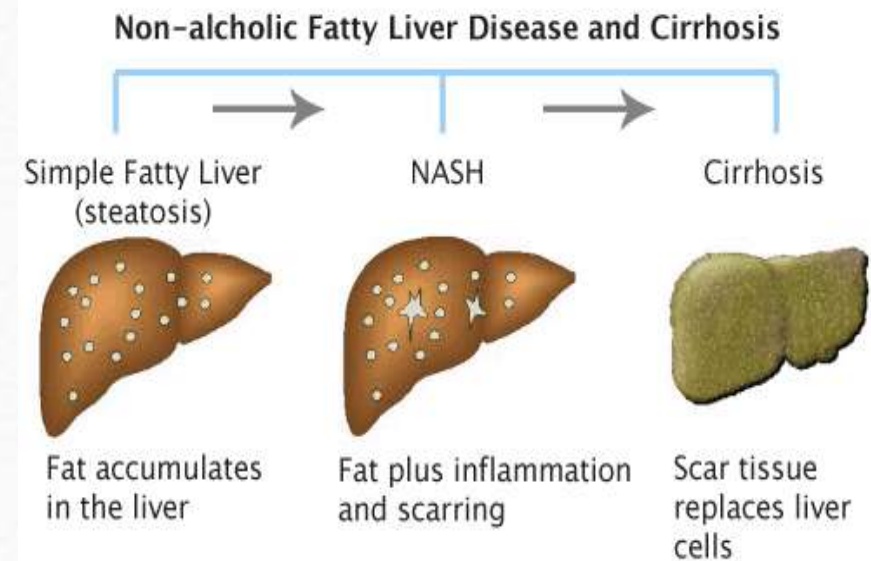 Non-alcholic Fatty Liver Disease and Cirrhosis
Simple Fatty Liver
(steatosis)
NASH
Cirrhosis
Fat accumulates
in the liver
Fat plus inflammation
and scarring
Scar tissue
replaces liver
cells